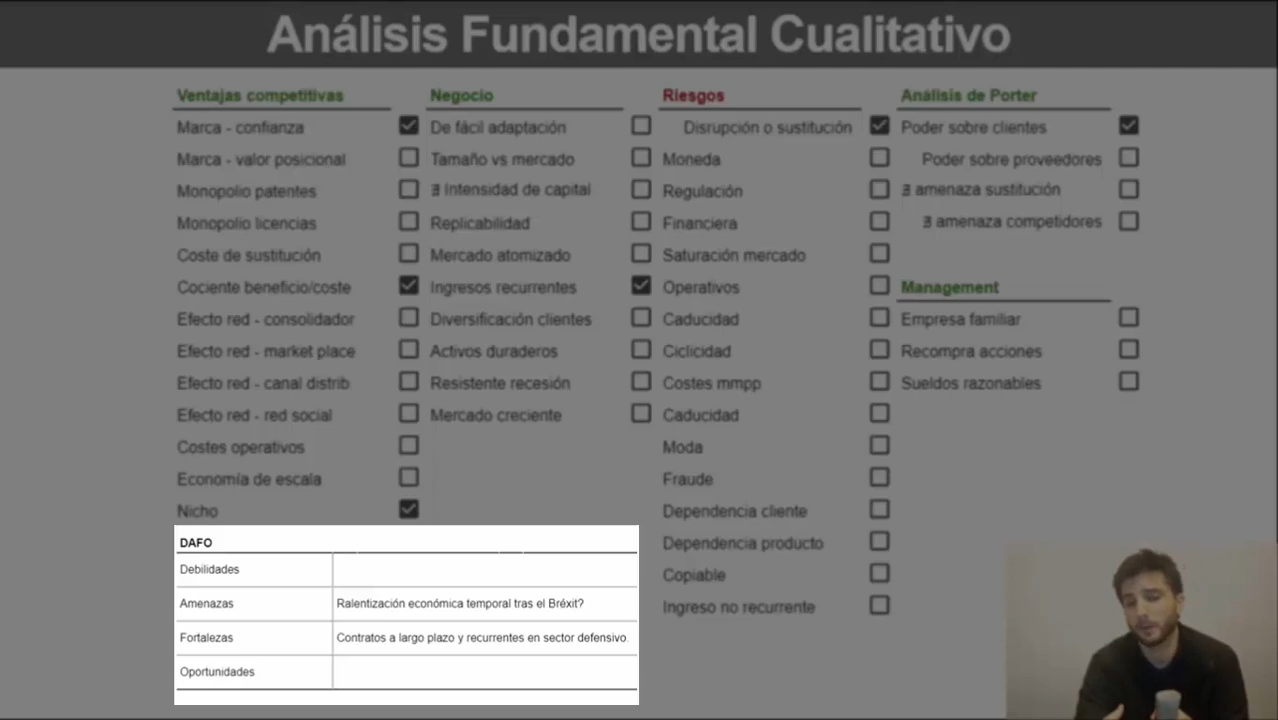 Análisis Fundamental Cualitativo
Ventajas competitivas
Marca - confianza
Marca - valor posicional
Monopolio patentes
Monopolio licencias
Coste de sustitución
Cociente beneficio/coste
Efecto red - consolidador
Efecto red - market place
Efecto red - canal distrib
Efecto red - red social
Costes operativos
Economía de escala
Nicho
Negocio
De fácil adaptación
Tamaño vs mercado
∄ Intensidad de capital
Replicabilidad
Mercado atomizado
Ingresos recurrentes
Diversificación clientes
Activos duraderos
Resistente recesión
Mercado creciente
Riesgos
Disrupción o sustitución
Moneda
Regulación
Financiera
Saturación mercado
Operativos
Caducidad
Ciclicidad
Costes mmpp
Caducidad
Moda
Fraude
Dependencia cliente
Dependencia producto
Copiable
Ingreso no recurrente
Análisis de Porter
Poder sobre clientes
Poder sobre proveedores
∄ amenaza sustitución
∄ amenaza competidores
Management
Empresa familiar
Recompra acciones
Sueldos razonables
DAFO
Debilidades
Amenazas Ralentización económica temporal tras el Bréxit?
Fortalezas Contratos a largo plazo y recurrentes en sector defensivo.
Oportunidades